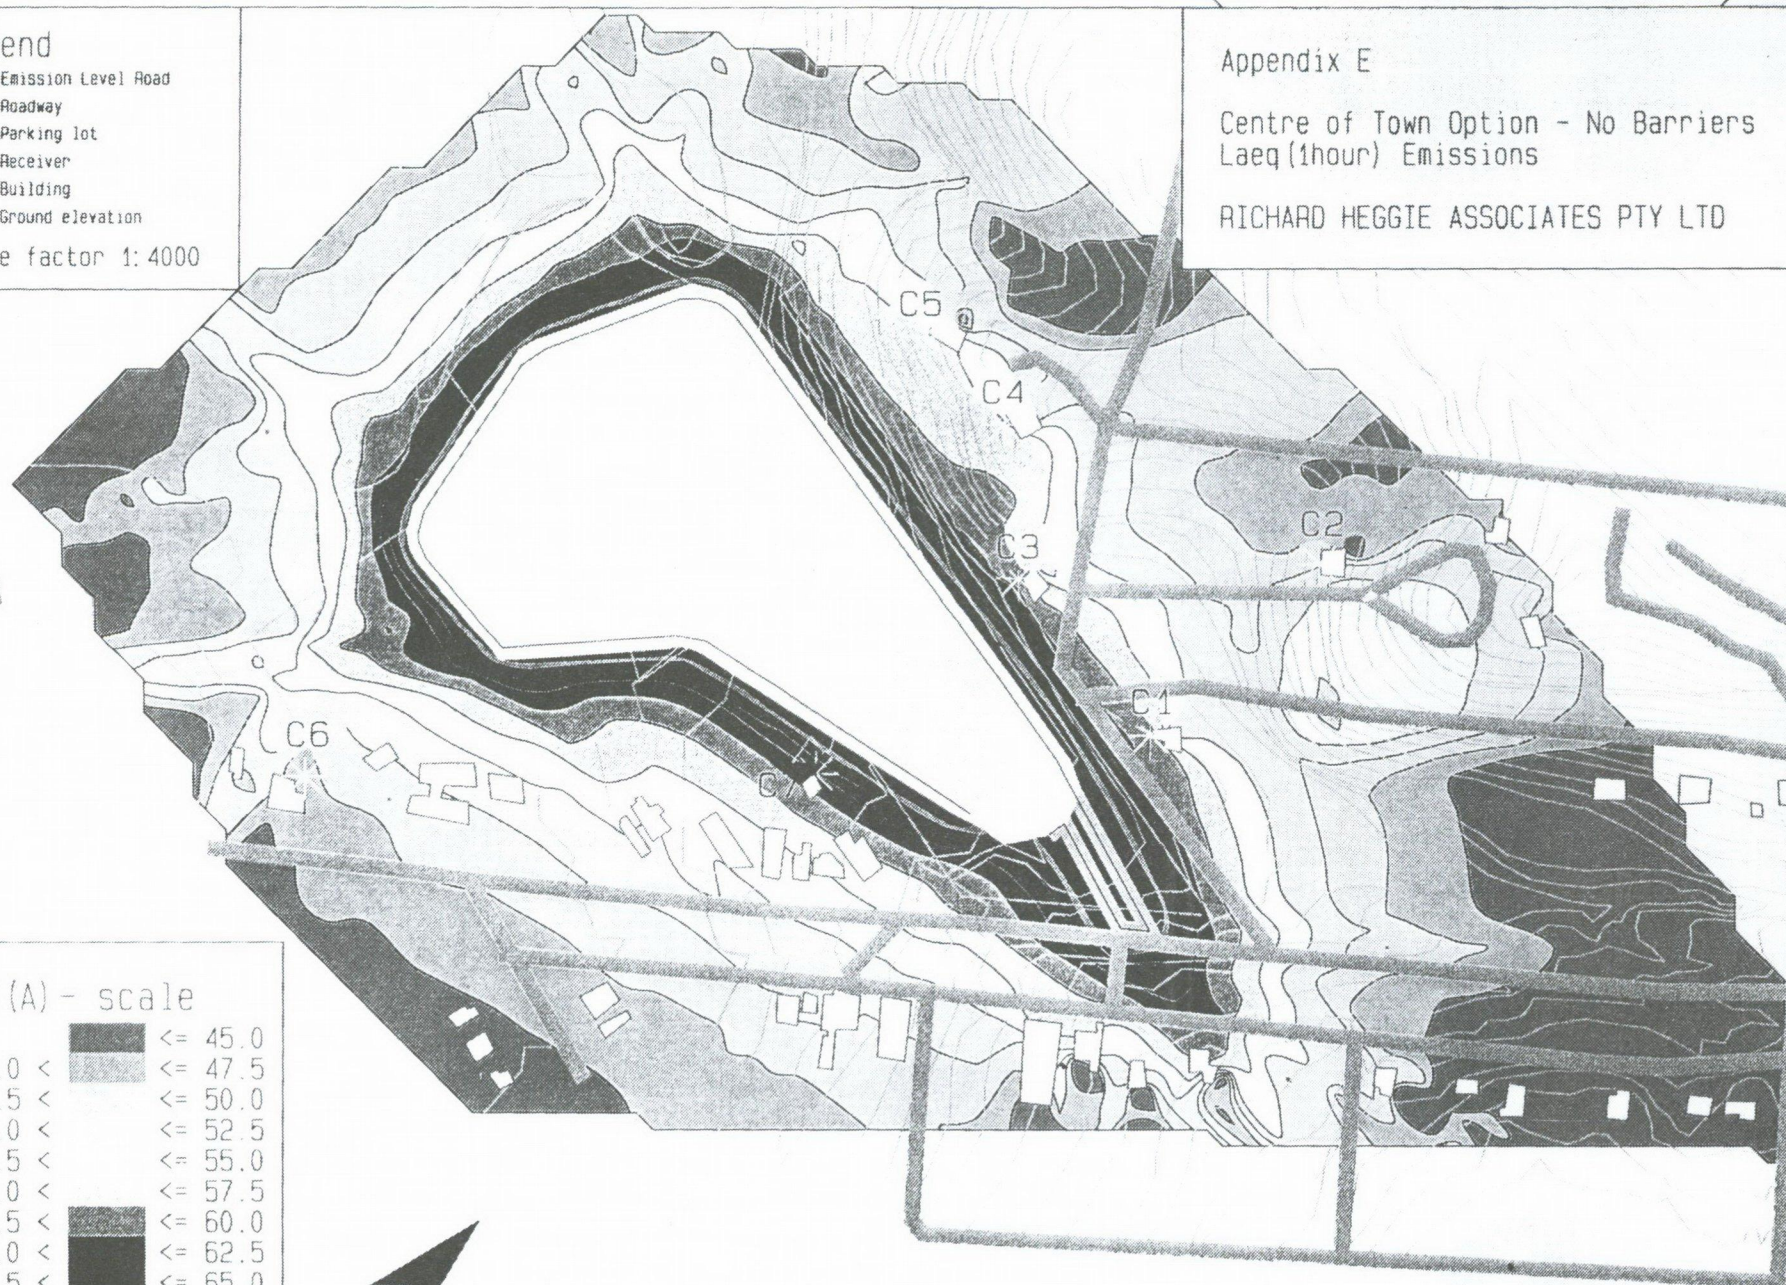 end
Emission Level Road
Roadway
Parking lot
Receiver
Building
Ground elevation
e factor 1:4000
Appendix E
Centre of Town Option - No Barriers
Laeq(1hour) Emissions
RICHARD HEGGIE ASSOCIATES PTY LTD
C5
C4
C2
C3
C1
C6
(A)- scale
<= 45.0
0 < <= 47.5
5 < <= 50.0
0 < <= 52.5
5 < <= 55.0
0 < <= 57.5
5 < <= 60.0
0 < <= 62.5
5 < <= 65.0